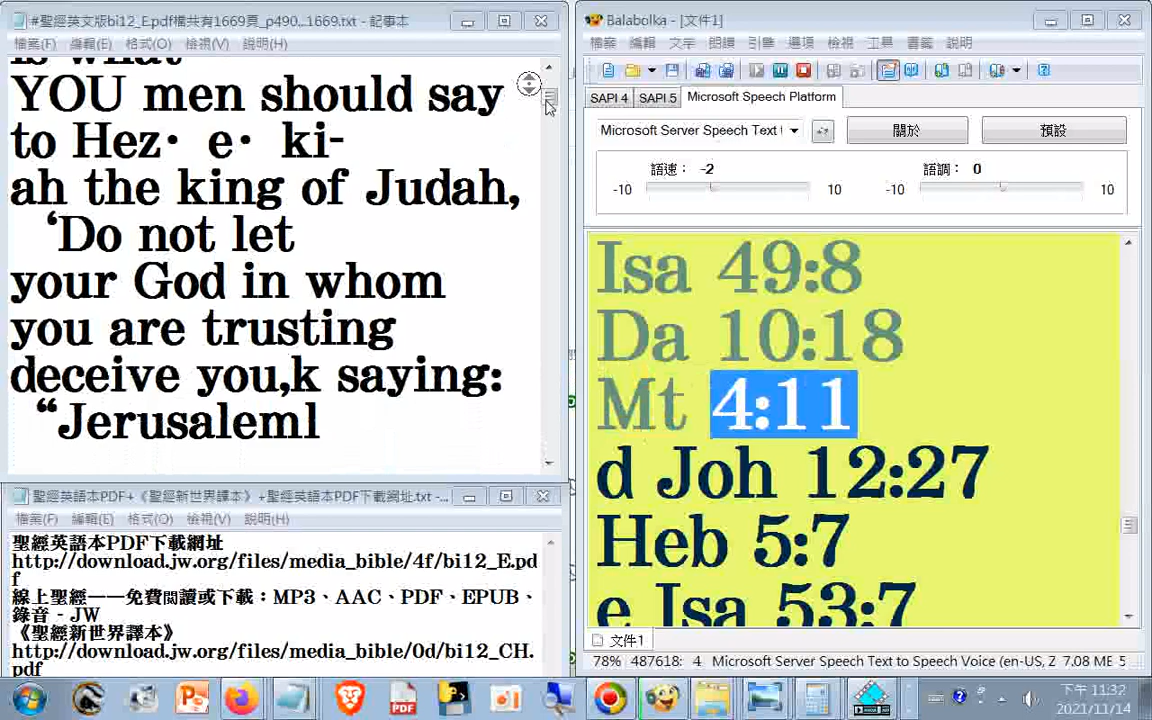 #聖經英文版bi12_E.pdf檔共有1669頁_p490...1669.txt - 記事本
檔案(F) 編輯(E) 格式(O) 檢視(V) 說明(H)
is what
YOU men should say
to Hez· e· ki-
ah the king of Judah,
‘Do not let
your God in whom
you are trusting
deceive you,k saying:
“Jerusaleml
聖經英語本PDF+《聖經新世界譯本》+聖經英語本PDF下載網址.txt -...
檔案(F) 編輯(E) 格式(O) 檢視(V) 說明(H)
聖經英語本PDF下載網址
http://download.jw.org/files/media_bible/4f/bi12_E.pd
f
線上聖經——免費閱讀或下載：MP3、AAC、PDF、EPUB、
錄音 - JW
《聖經新世界譯本》
http://download.jw.org/files/media_bible/0d/bi12_CH.
pdf
Balabolka - [文件1]
檔案 編輯 文字 朗讀 引擎 選項 檢視 工具 書籤 說明
SAPI 4 SAPI 5 Microsoft Speech Platform
Microsoft Server Speech Text 關於 預設
語速： -2 語調： 0
-10 10 -10 10
Isa 49:8
Da 10:18
Mt 4:11
d Joh 12:27
Heb 5:7
e Isa 53:7
文件1
78% 487618: 4 Microsoft Server Speech Text to Speech Voice (en-US, Z 7.08 MB 5
下午 11:32
2021/11/14